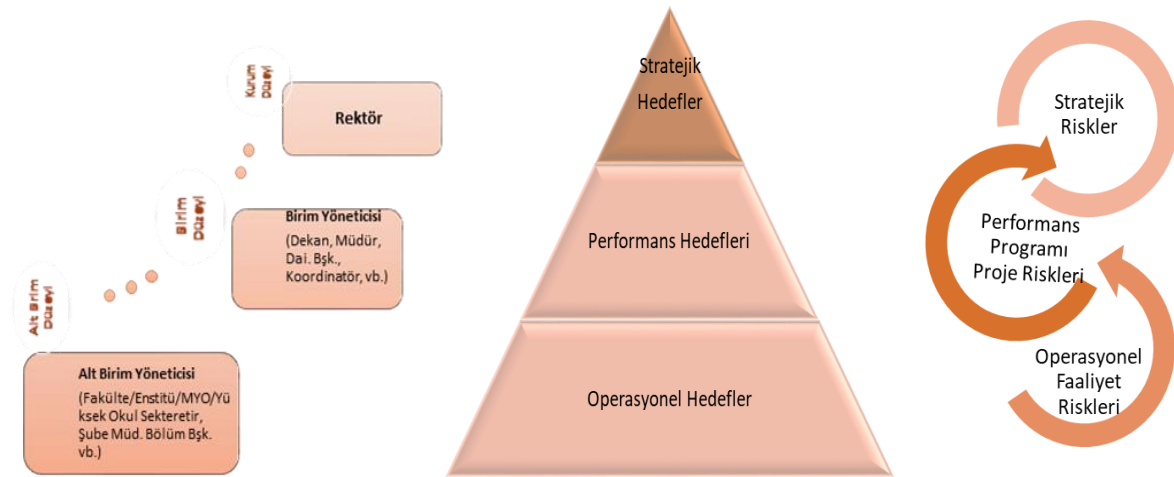 Kurum
Düzeyi
Rektör
Birim
Düzeyi
Birim Yöneticisi
(Dekan, Müdür,
Dai. Bşk.,
Koordinatör, vb.)
Alt Birim
Düzeyi
Alt Birim Yöneticisi
(Fakülte/Enstitü/MYO/Yü
ksek Okul Sekteretir,
Şube Müd. Bölüm Bşk.
vb.)
Stratejik
Hedefler
Performans Hedefleri
Operasyonel Hedefler
Stratejik
Riskler
Performans
Programı
Proje Riskleri
Operasyonel
Faaliyet
Riskleri